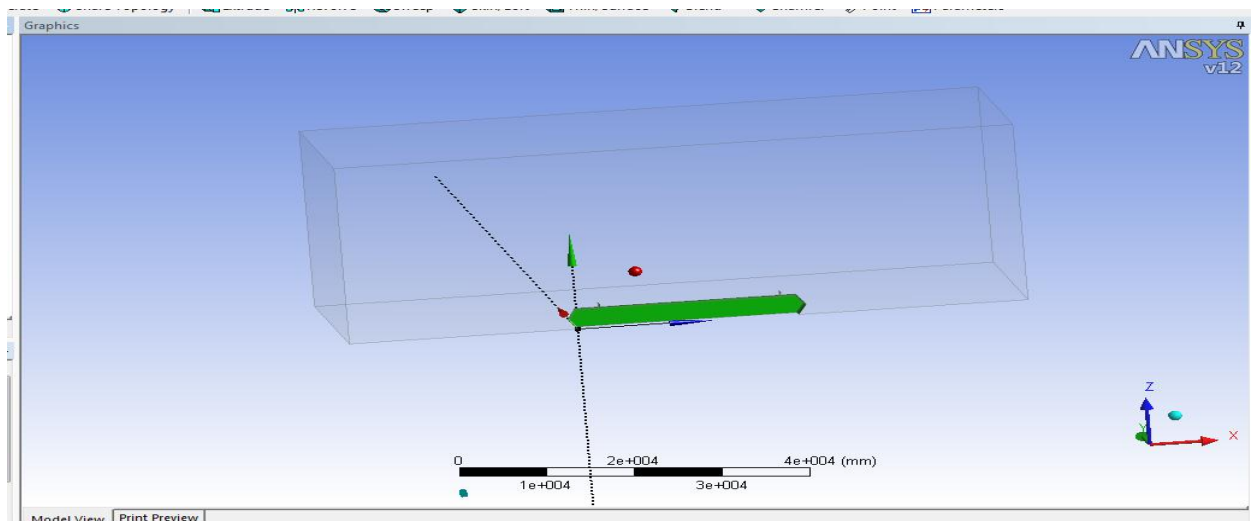 Graphics
ANSYS
v12
Z
Y
X
0 2e+004 4e+004 (mm)
1e+004 3e+004
Model View Print Preview